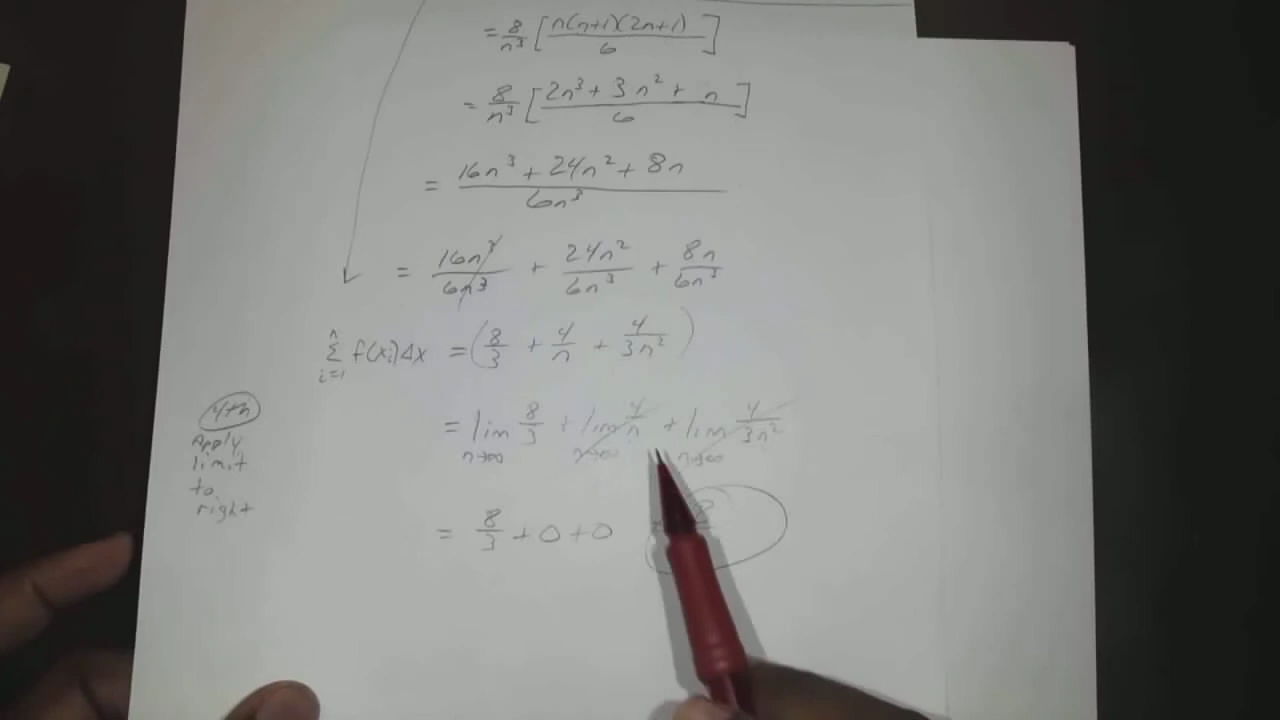 = 8/n³ [n(n+1)(2n+1)/6]
= 8/n³ [2n³ + 3n² + n/6]
= 16n³ + 24n² + 8n/6n³
= 16n³/6n³ + 24n²/6n³ + 8n/6n³
n Σ i=1 f(xi)Δx = (8/3 + 4/n + 4/3n²)
= lim n→∞ 8/3 + lim n→∞ 4/n + lim n→∞ 4/3n²
4th
Apply
limit
to
right
= 8/3 + 0 + 0 = 8